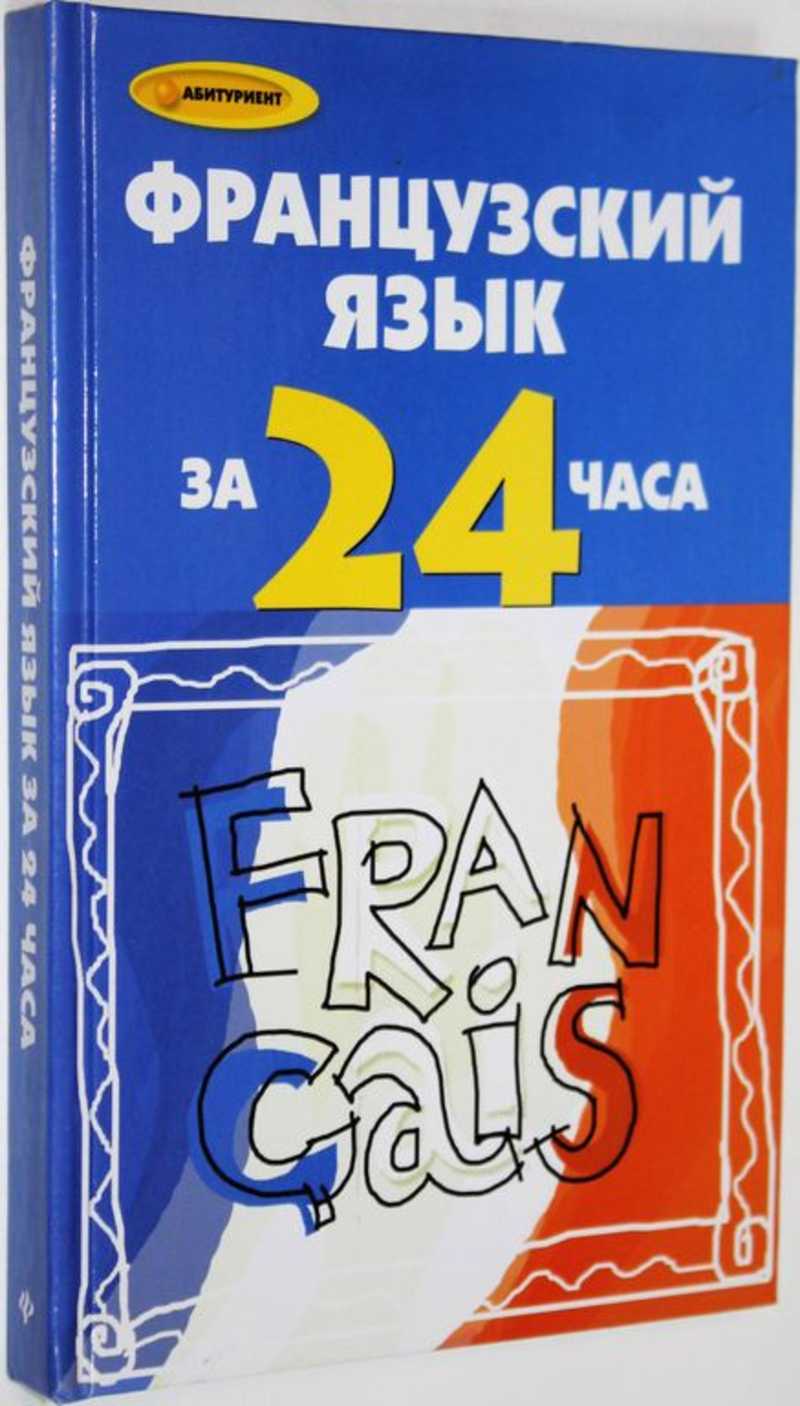 АБИТУРИЕНТ
ФРАНЦУЗСКИЙ
ЯЗЫК
ЗА 24 ЧАСА
FRAN
çais
ФРАНЦУЗСКИЙ ЯЗЫК ЗА 24 ЧАСА